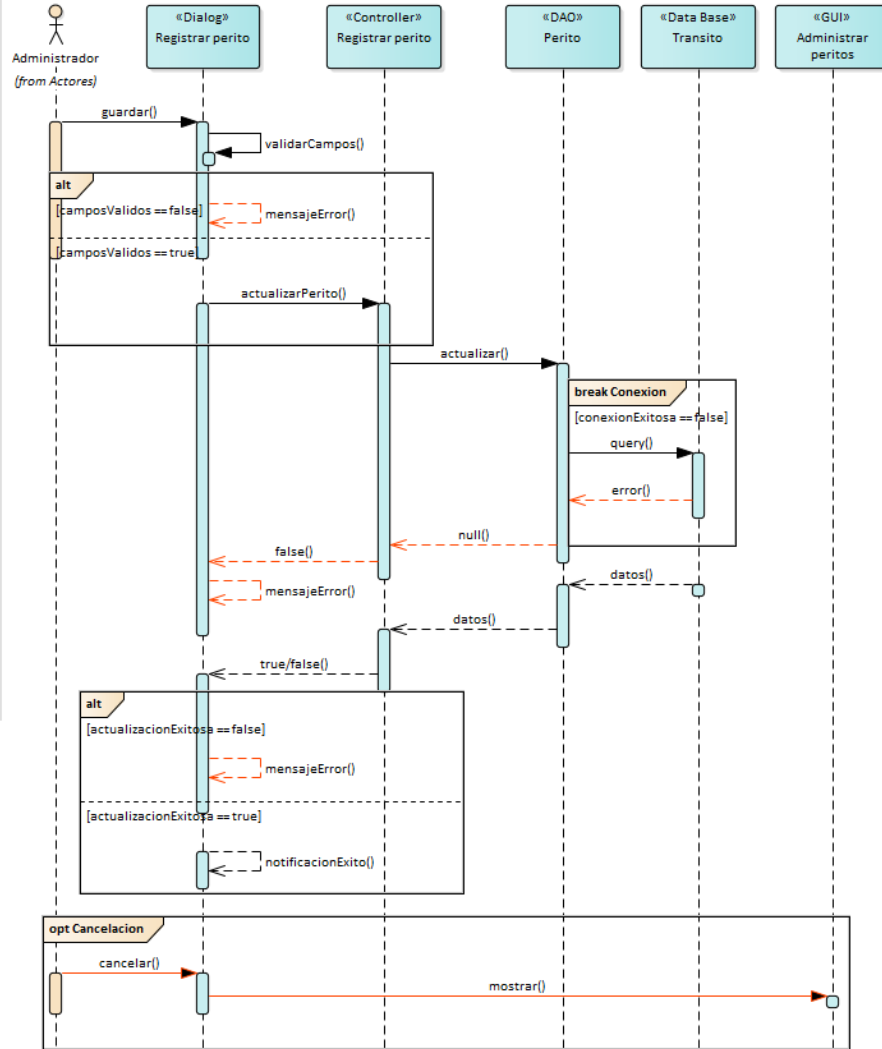 «Dialog»
Registrar perito
«Controller»
Registrar perito
«DAO»
Perito
«Data Base»
Transito
«GUI»
Administrar
peritos
Administrador
(from Actores)
guardar()
validarCampos()
alt
[camposValidos == false]
mensajeError()
[camposValidos == true]
actualizarPerito()
actualizar()
break Conexion
[conexionExitosa == false]
query()
error()
null()
false()
mensajeError()
datos()
datos()
true/false()
alt
[actualizacionExitosa == false]
mensajeError()
[actualizacionExitosa == true]
notificacionExito()
opt Cancelacion
cancelar()
mostrar()